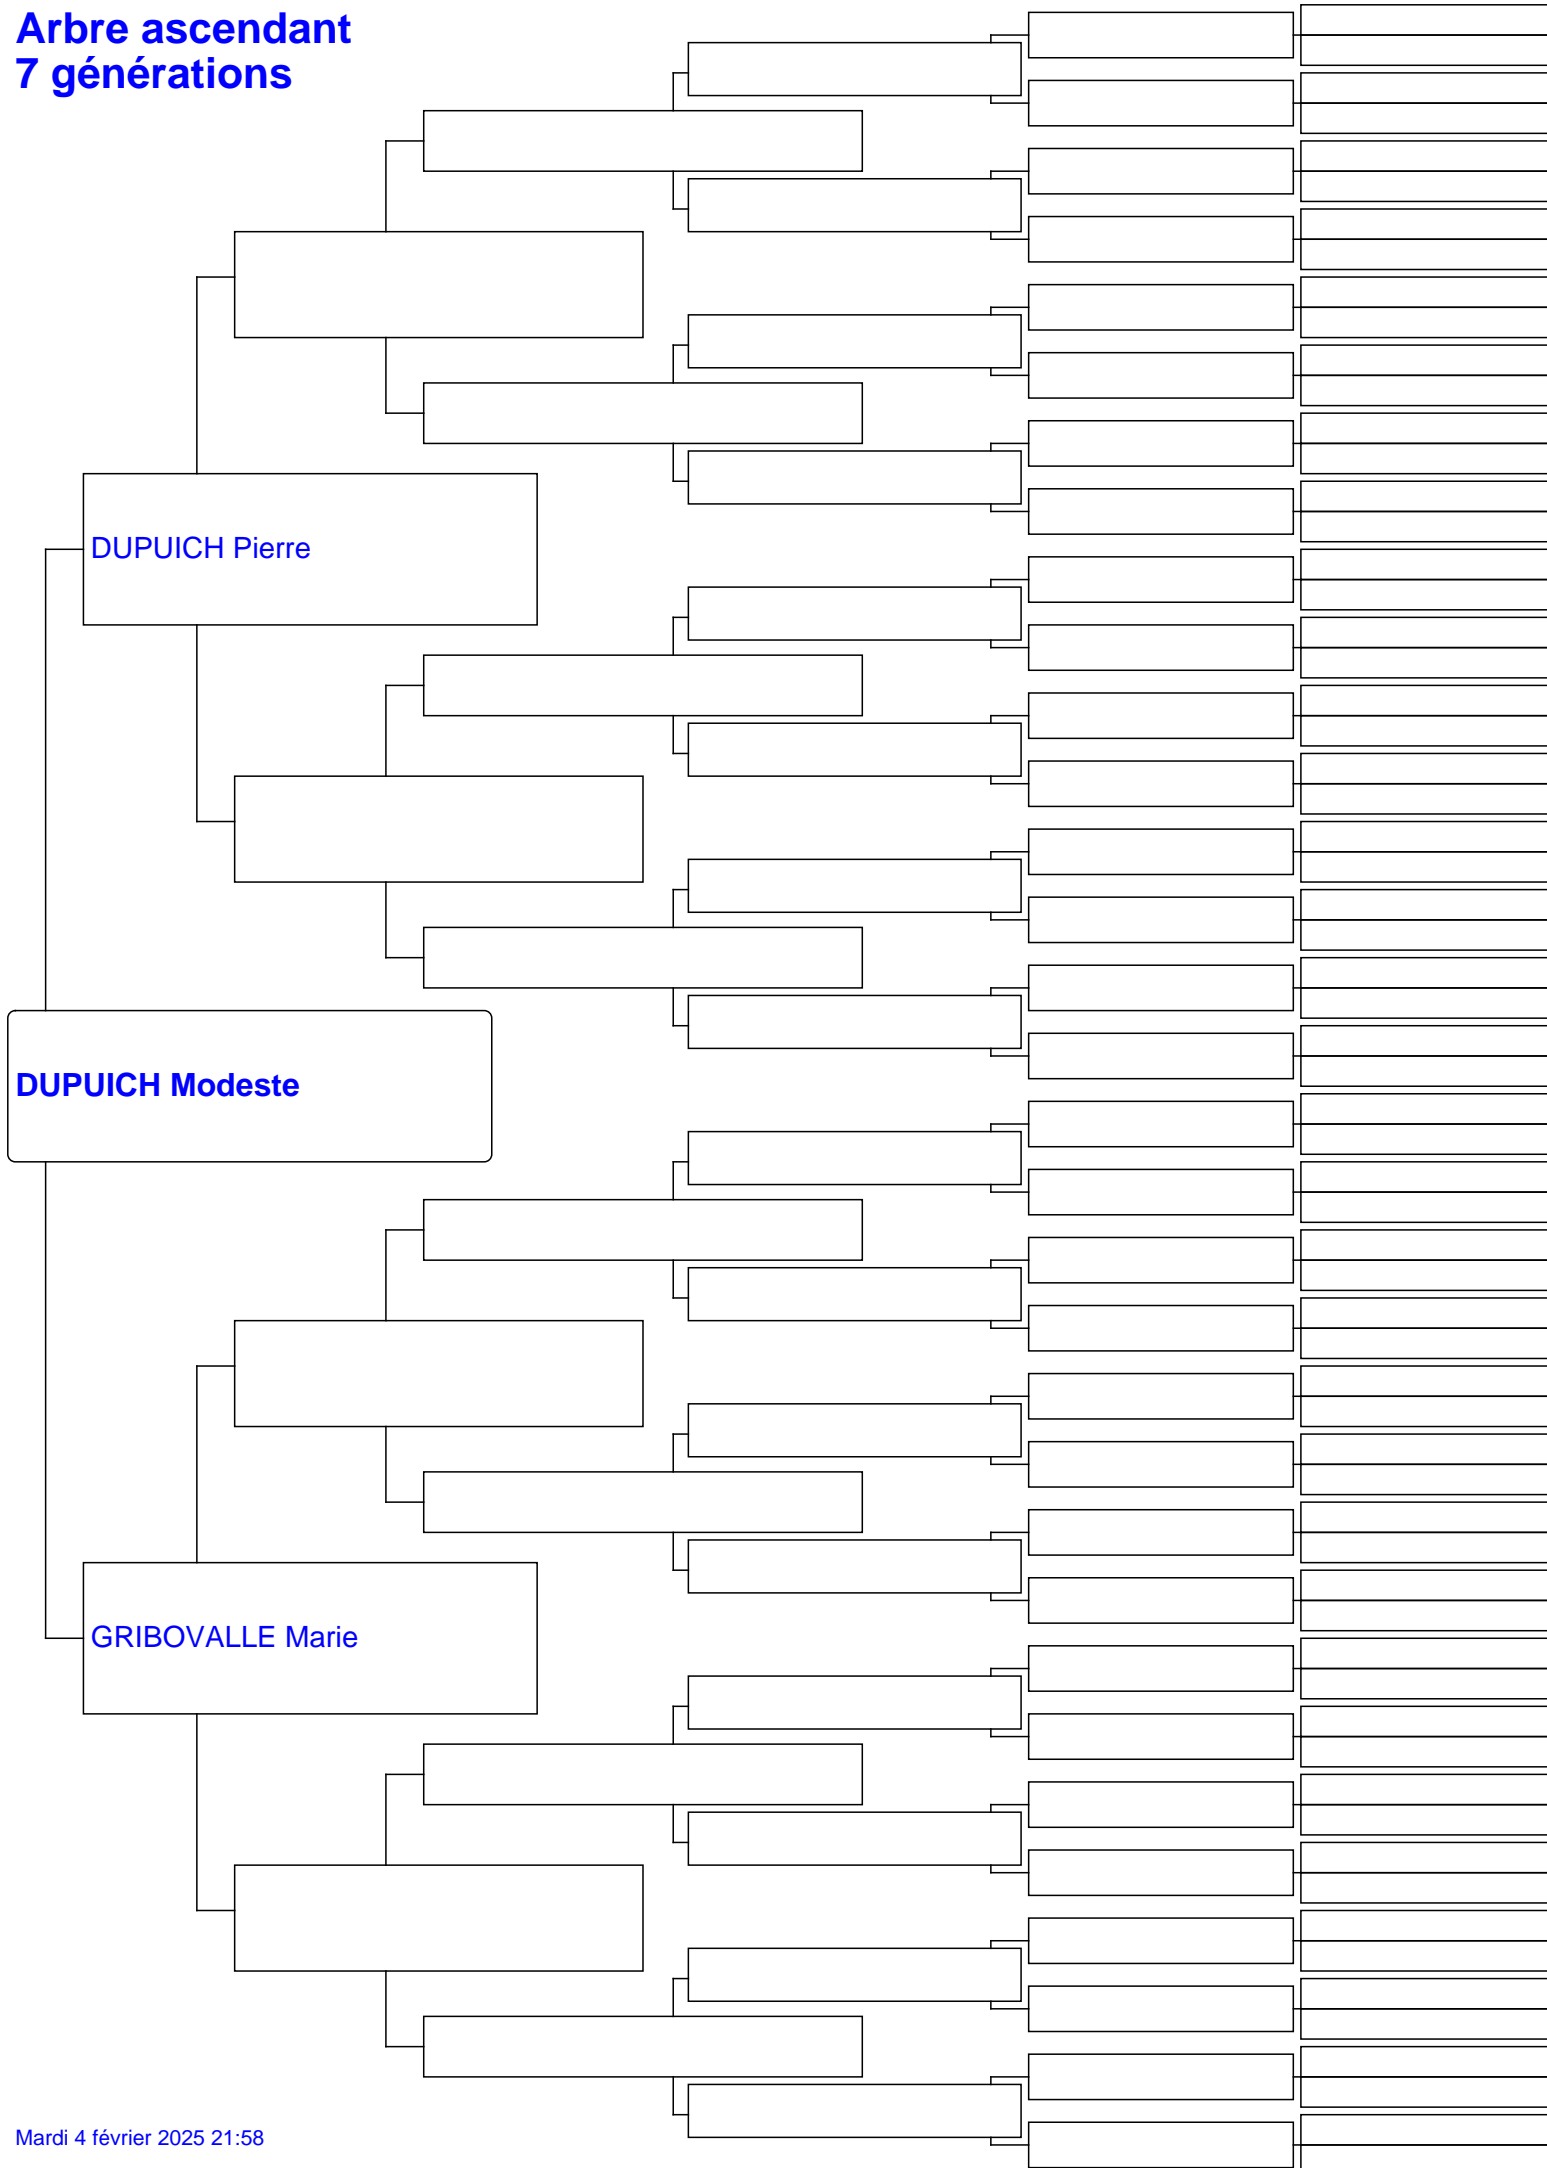 Arbre ascendant
7 générations
DUPUICH Pierre
DUPUICH Modeste
GRIBOVALLE Marie
Mardi 4 février 2025 21:58